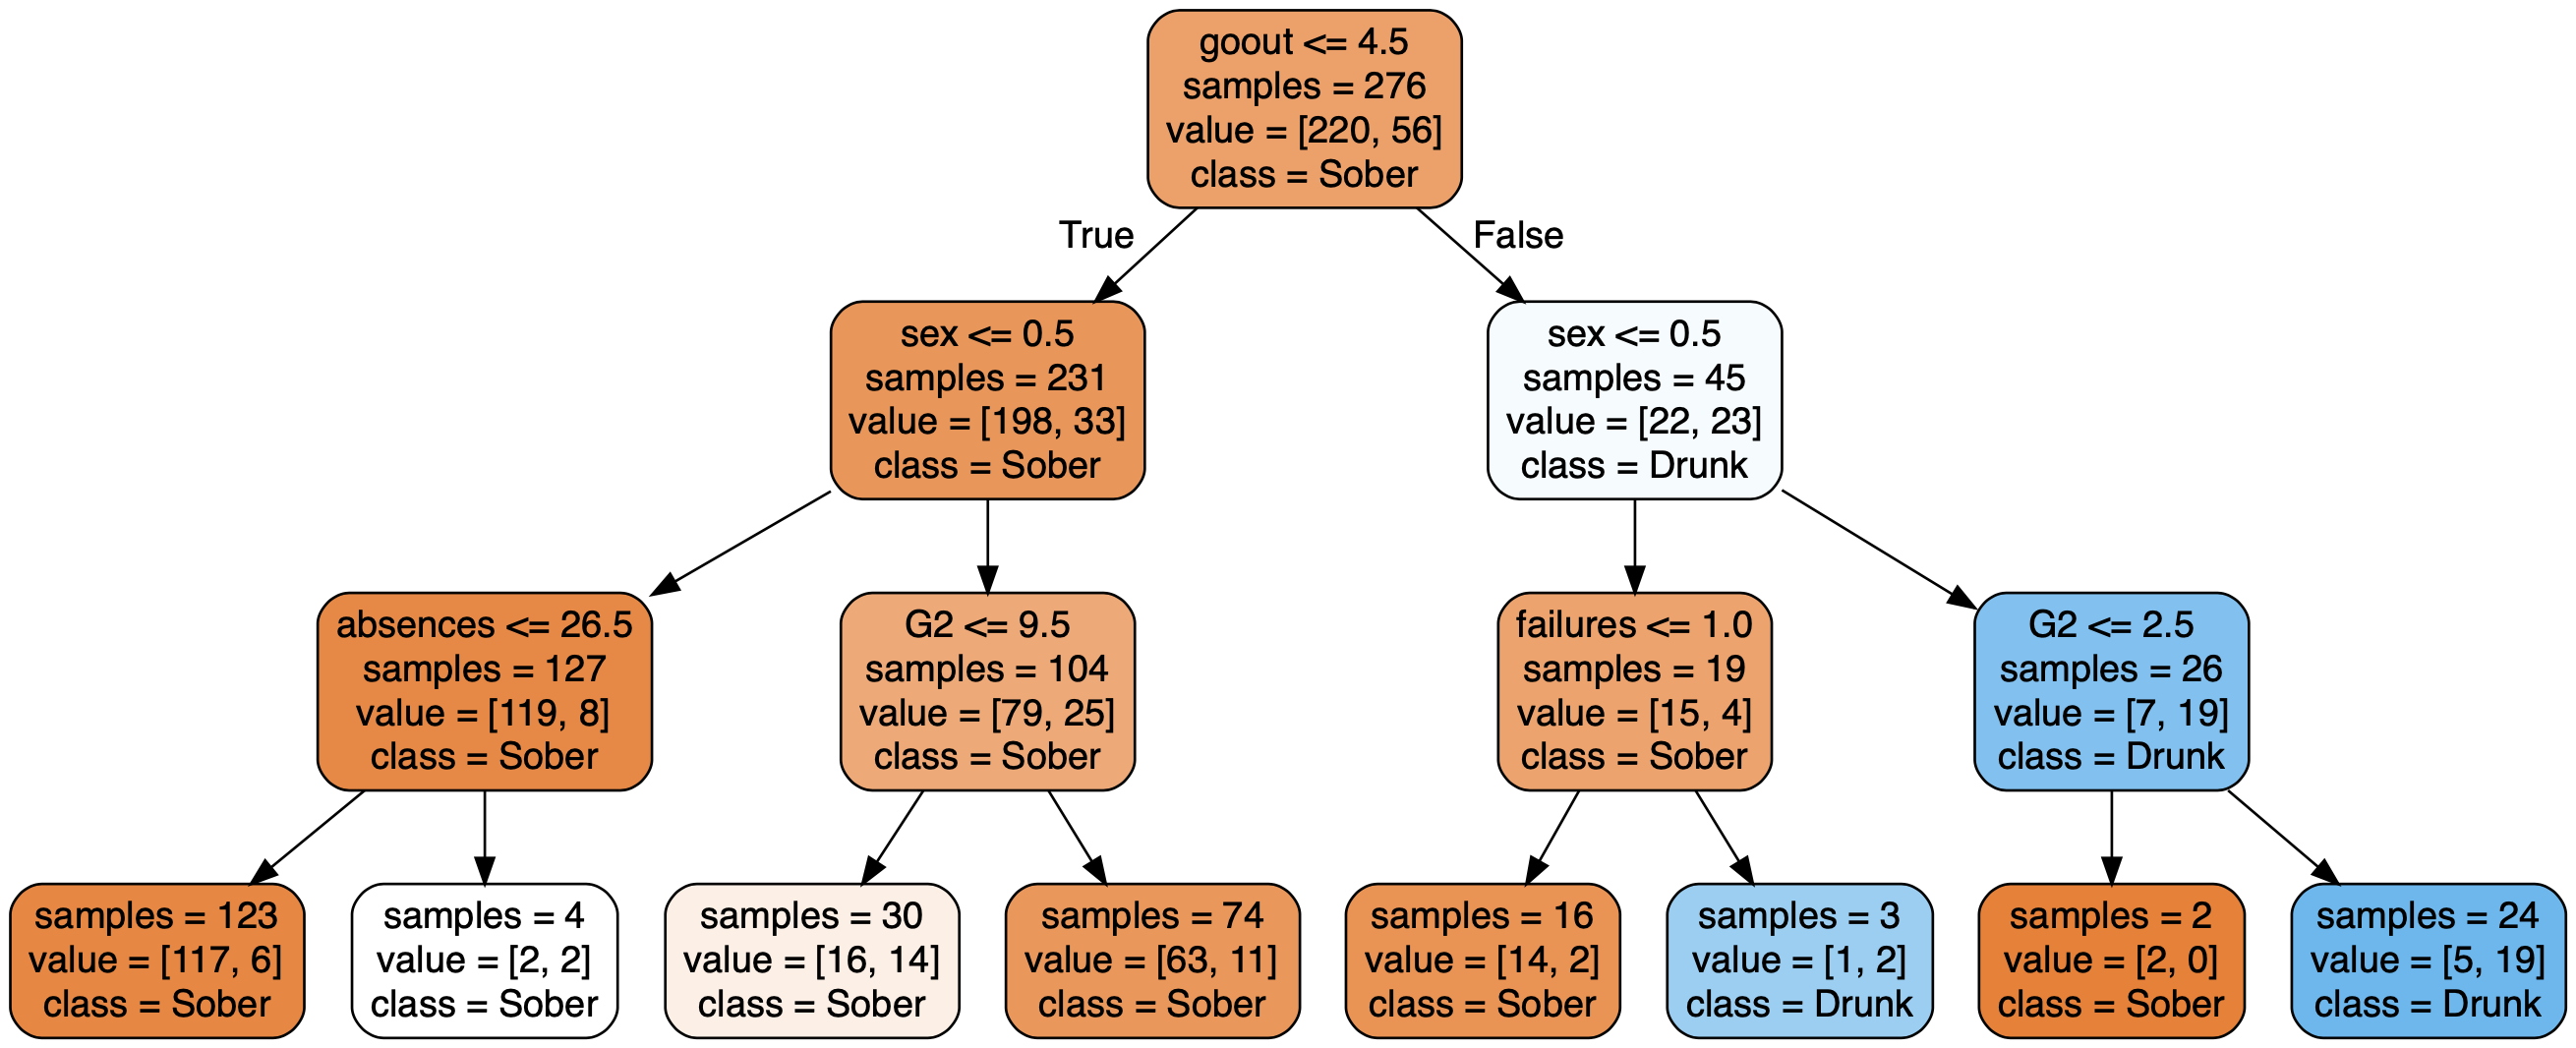 goout <= 4.5
samples = 276
value = [220, 56]
class = Sober
True
False
sex <= 0.5
samples = 231
value = [198, 33]
class = Sober
sex <= 0.5
samples = 45
value = [22, 23]
class = Drunk
absences <= 26.5
samples = 127
value = [119, 8]
class = Sober
G2 <= 9.5
samples = 104
value = [79, 25]
class = Sober
failures <= 1.0
samples = 19
value = [15, 4]
class = Sober
G2 <= 2.5
samples = 26
value = [7, 19]
class = Drunk
samples = 123
value = [117, 6]
class = Sober
samples = 4
value = [2, 2]
class = Sober
samples = 30
value = [16, 14]
class = Sober
samples = 74
value = [63, 11]
class = Sober
samples = 16
value = [14, 2]
class = Sober
samples = 3
value = [1, 2]
class = Drunk
samples = 2
value = [2, 0]
class = Sober
samples = 24
value = [5, 19]
class = Drunk